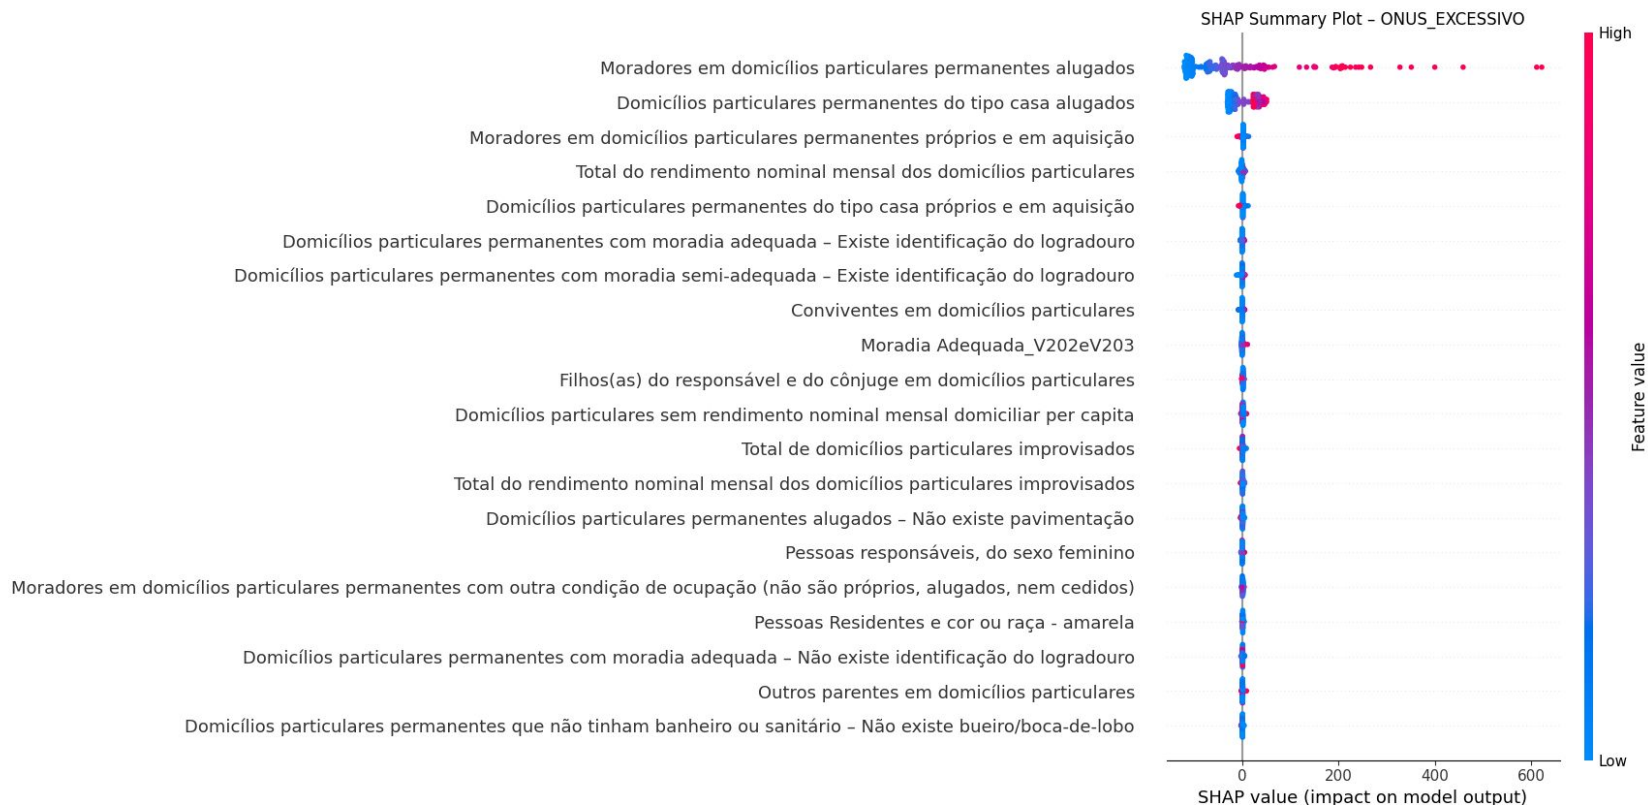 SHAP Summary Plot – ONUS_EXCESSIVO
High
Moradores em domicílios particulares permanentes alugados
Domicílios particulares permanentes do tipo casa alugados
Moradores em domicílios particulares permanentes próprios e em aquisição
Total do rendimento nominal mensal dos domicílios particulares
Domicílios particulares permanentes do tipo casa próprios e em aquisição
Domicílios particulares permanentes com moradia adequada – Existe identificação do logradouro
Domicílios particulares permanentes com moradia semi-adequada – Existe identificação do logradouro
Conviventes em domicílios particulares
Moradia Adequada_V202eV203
Filhos(as) do responsável e do cônjuge em domicílios particulares
Domicílios particulares sem rendimento nominal mensal domiciliar per capita
Total de domicílios particulares improvisados
Total do rendimento nominal mensal dos domicílios particulares improvisados
Domicílios particulares permanentes alugados – Não existe pavimentação
Pessoas responsáveis, do sexo feminino
Moradores em domicílios particulares permanentes com outra condição de ocupação (não são próprios, alugados, nem cedidos)
Pessoas Residentes e cor ou raça - amarela
Domicílios particulares permanentes com moradia adequada – Não existe identificação do logradouro
Outros parentes em domicílios particulares
Domicílios particulares permanentes que não tinham banheiro ou sanitário – Não existe bueiro/boca-de-lobo
Feature value
Low
0 200 400 600
SHAP value (impact on model output)